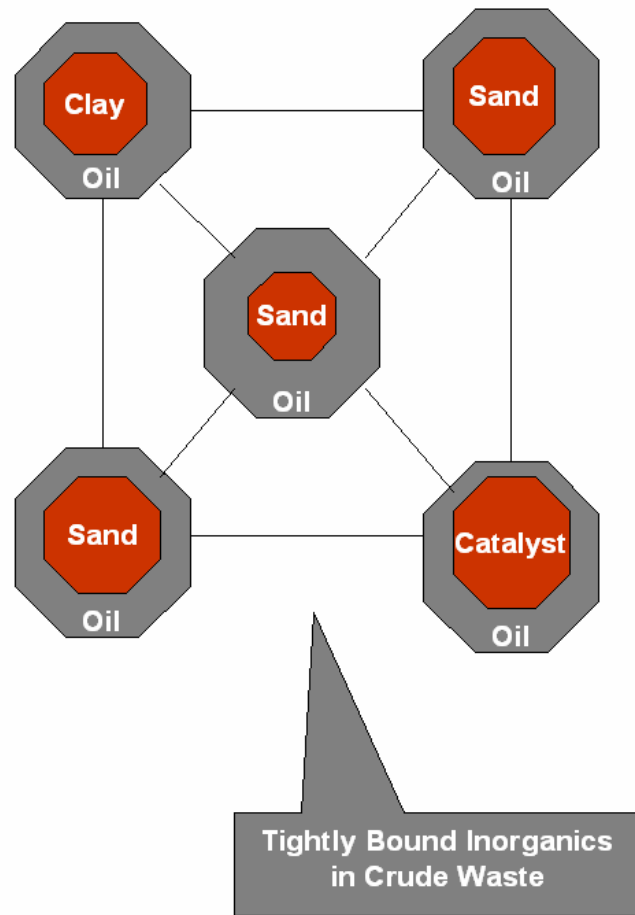 Clay
Oil
Sand
Oil
Sand
Oil
Sand
Oil
Catalyst
Oil
Tightly Bound Inorganics
in Crude Waste